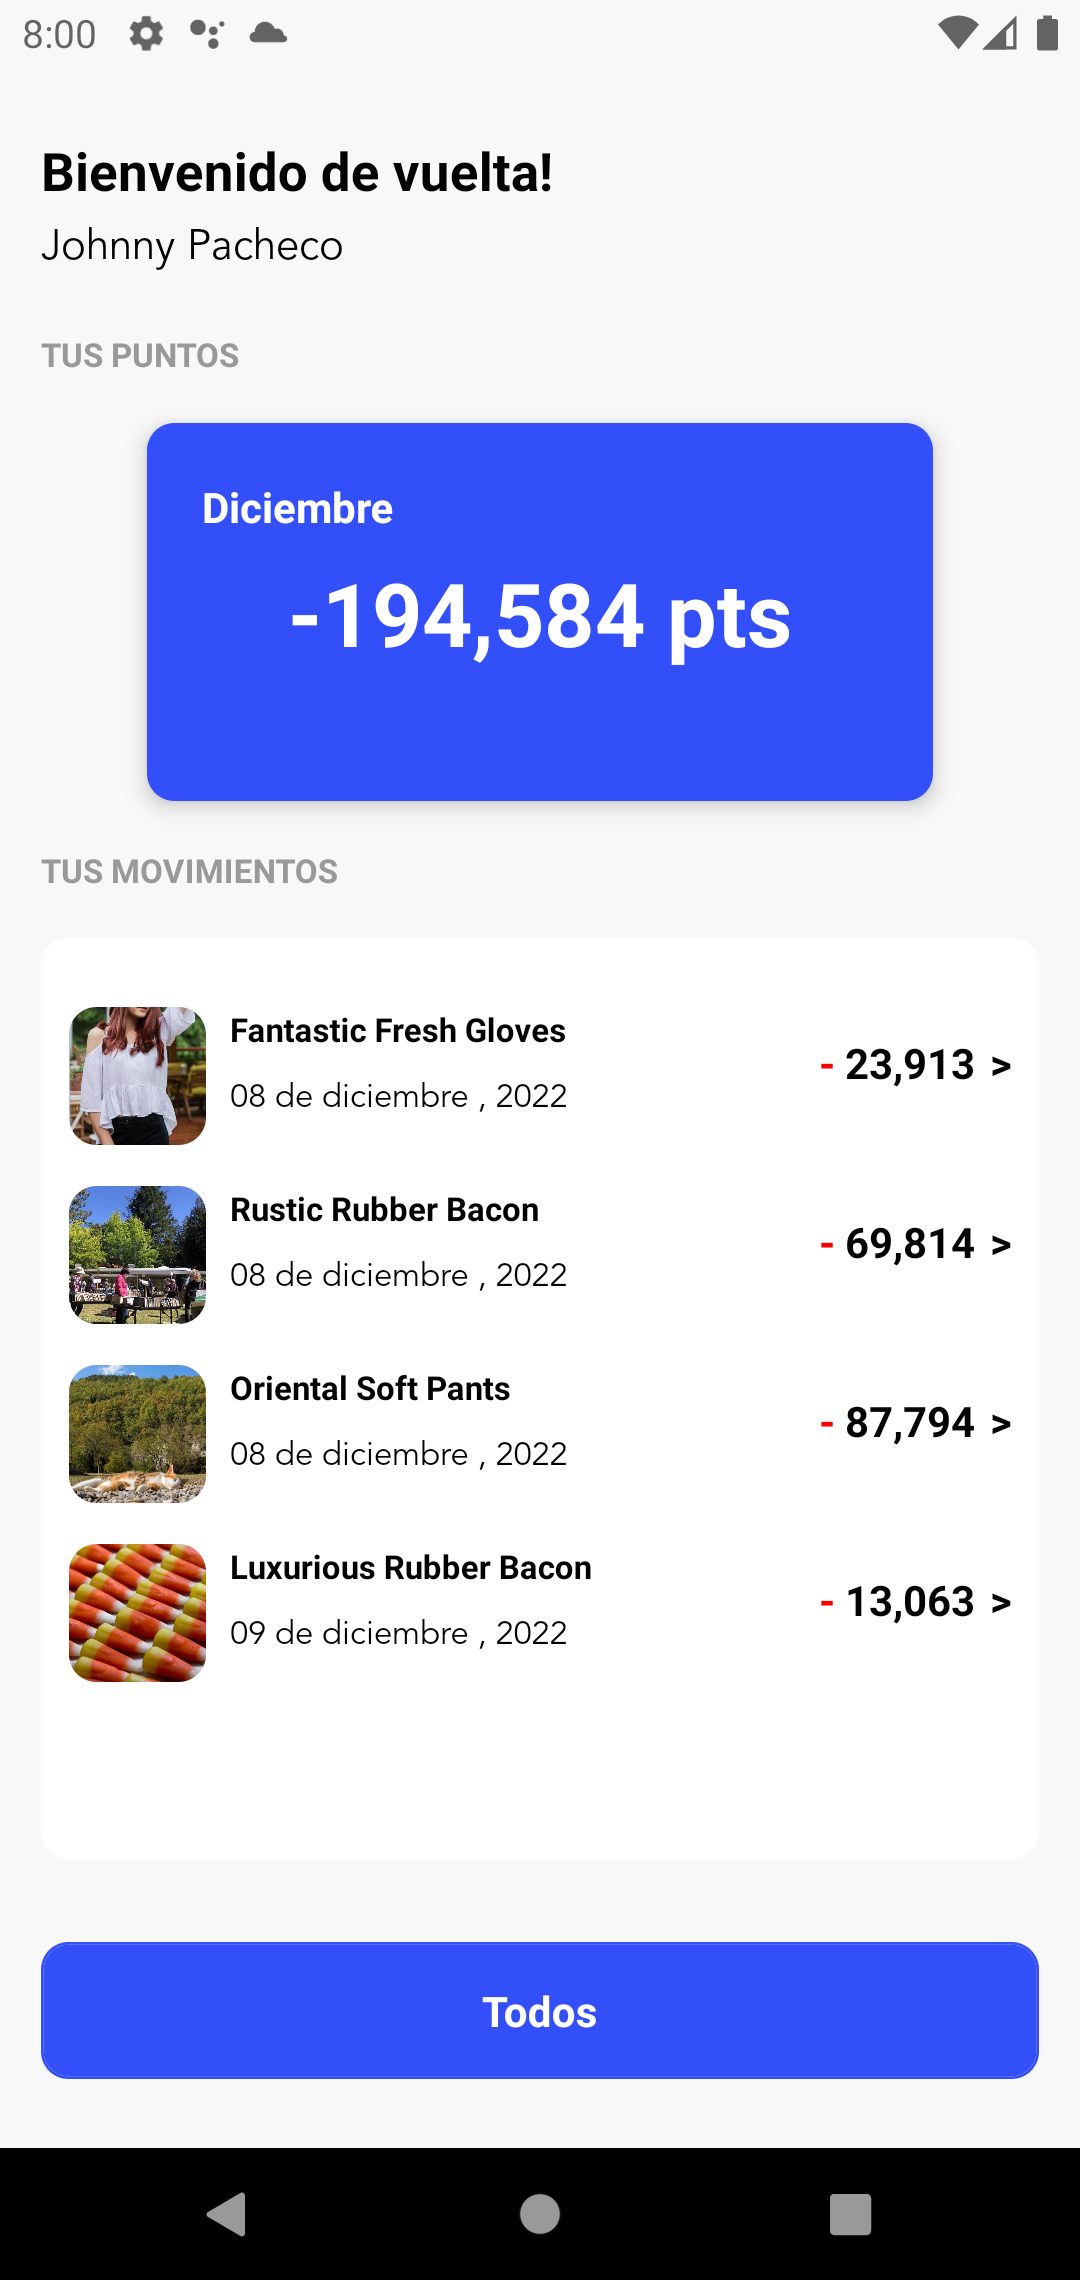 8:00
Bienvenido de vuelta!
Johnny Pacheco
TUS PUNTOS
Diciembre
-194,584 pts
TUS MOVIMIENTOS
Fantastic Fresh Gloves
08 de diciembre , 2022
- 23,913 >
Rustic Rubber Bacon
08 de diciembre , 2022
- 69,814 >
Oriental Soft Pants
08 de diciembre , 2022
- 87,794 >
Luxurious Rubber Bacon
09 de diciembre , 2022
- 13,063 >
Todos